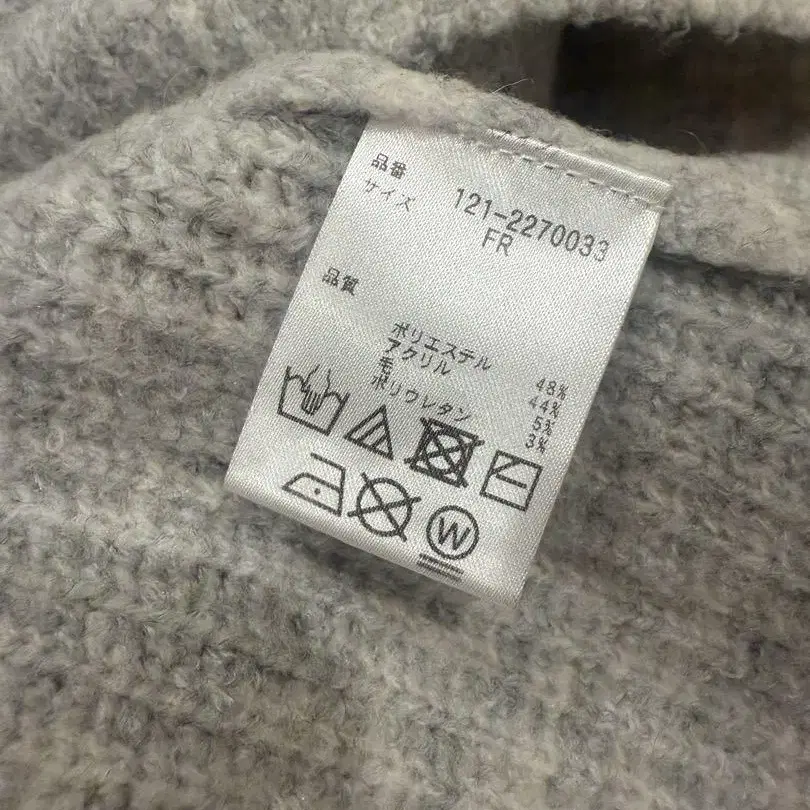 品番 121-2270033
サイズ FR
品質
ポリエステル 48%
アクリル 44%
毛 5%
ポリウレタン 3%
W